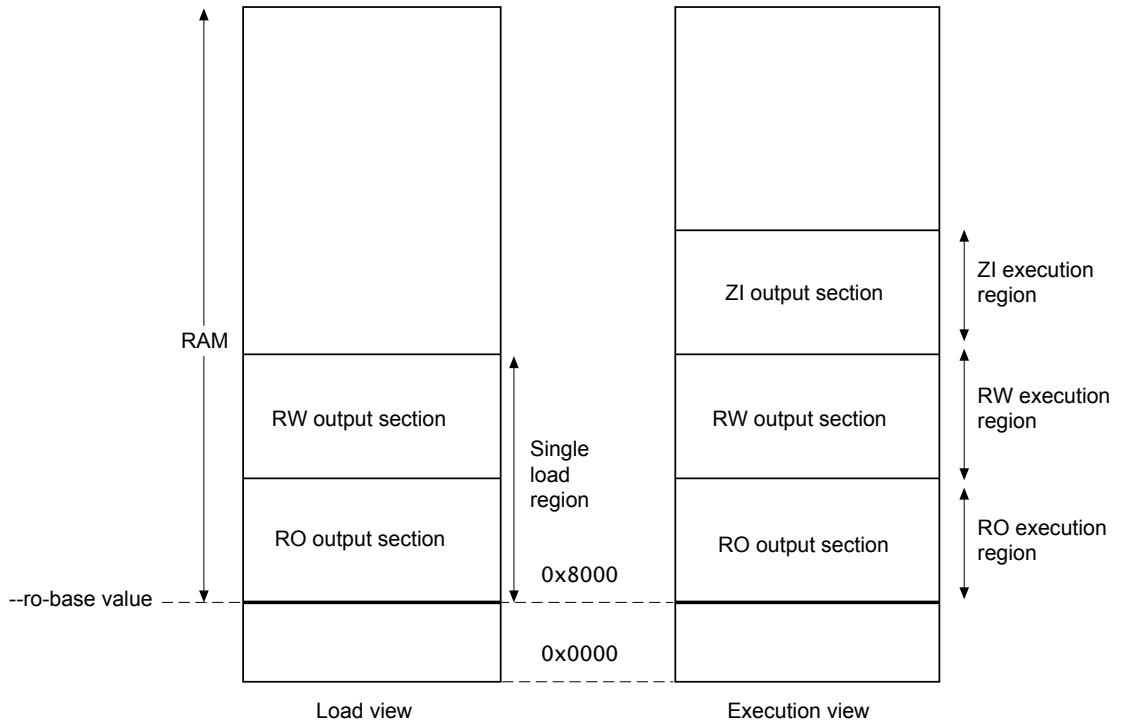 ZI output section
ZI execution
region
RAM
RW output section
Single
load
region
RW output section
RW execution
region
RO output section
0x8000
RO output section
RO execution
region
--ro-base value
0x0000
Load view
Execution view